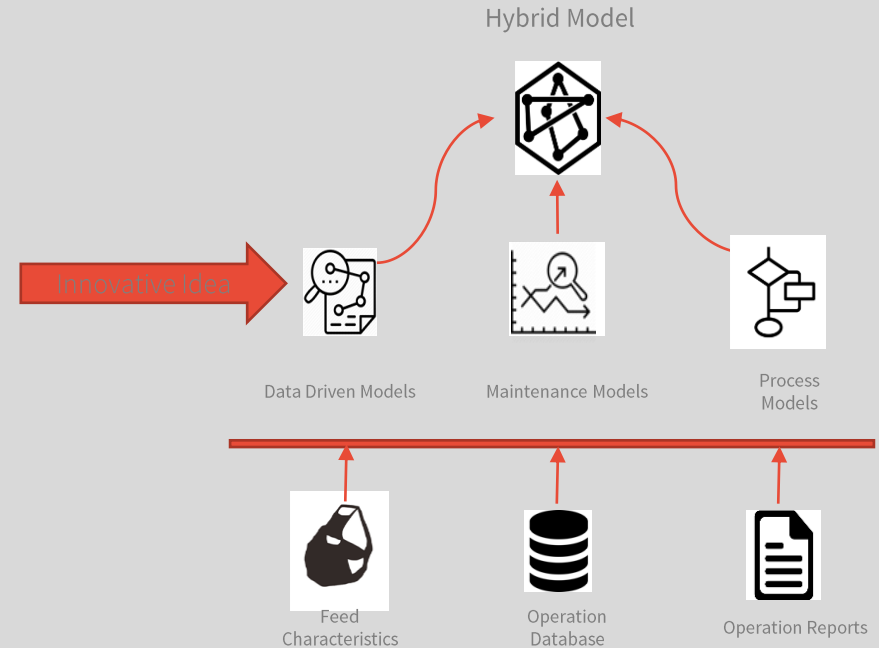 Hybrid Model
Innovative Idea
Data Driven Models
Maintenance Models
Process
Models
Feed
Characteristics
Operation
Database
Operation Reports